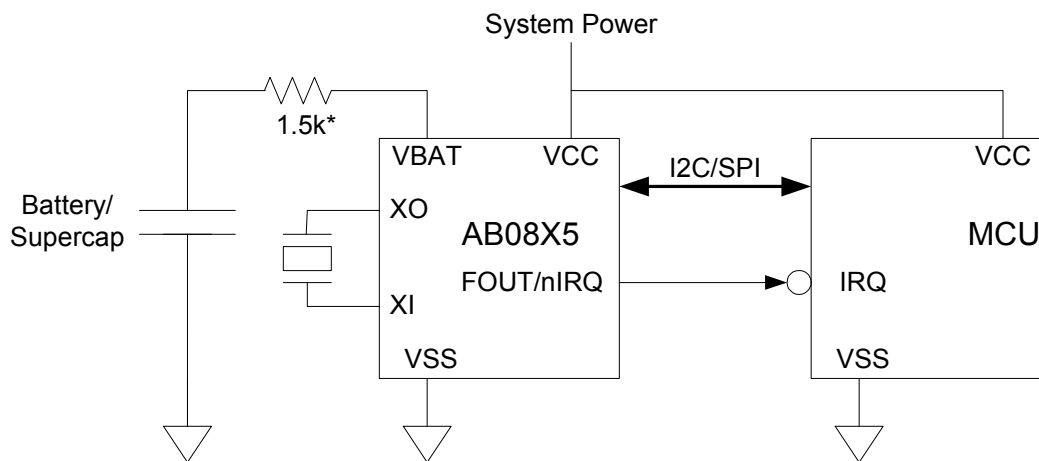 System Power
1.5k*
VBAT
VCC
VCC
I2C/SPI
Battery/
Supercap
XO
AB08X5
MCU
FOUT/nIRQ
IRQ
XI
VSS
VSS